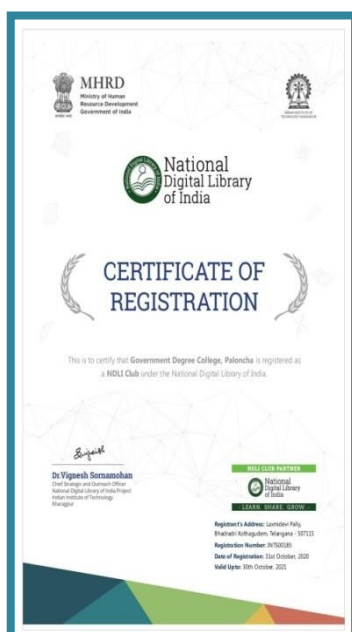 MHRD
Ministry of Human
Resource Development
Government of India
National
Digital Library
of India
CERTIFICATE OF
REGISTRATION
This is to certify that Government Degree College, Paloncha is registered as
a NDLI Club under the National Digital Library of India.
Dr.Vignesh Sornamohan
Chief Strategic and Outreach Officer
National Digital Library of India Project
Indian Institute of Technology
Kharagpur
NDLI CLUB PARTNER
National
Digital Library
of India
- LEARN. SHARE. GROW -
Registrant's Address: Laxmidevi Pally,
Bhadradri Kothagudem, Telangana - 507115
Registration Number:
Date of Registration: 31st October, 2020
Valid Upto: 30th October, 2021